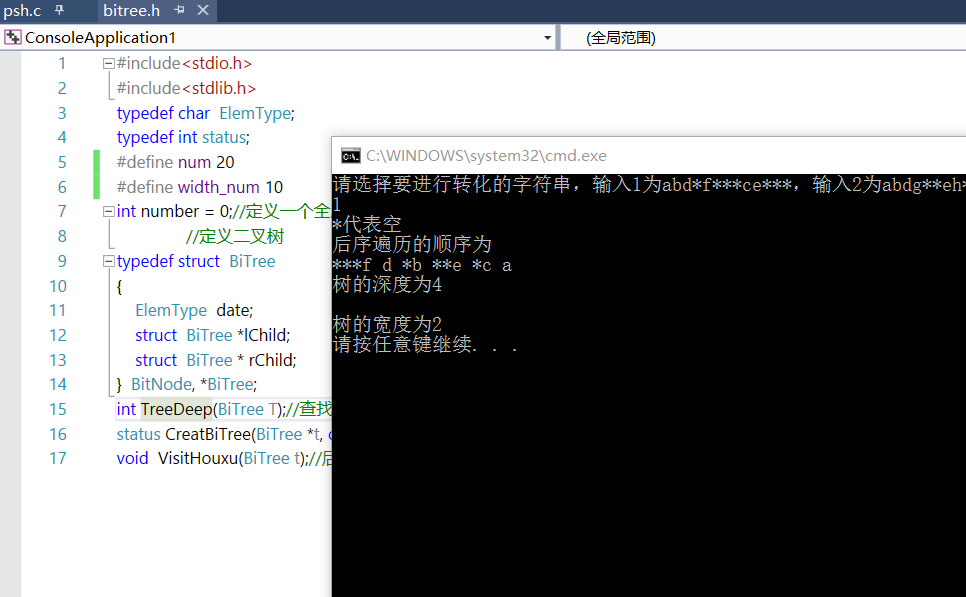 psh.c bitree.h
ConsoleApplication1 (全局范围)
1 #include<stdio.h>
2 #include<stdlib.h>
3 typedef char ElemType;
4 typedef int status;
5 #define num 20
6 #define width_num 10
7 int number = 0;//定义一个全
8 //定义二叉树
9 typedef struct BiTree
10 {
11 ElemType date;
12 struct BiTree *lChild;
13 struct BiTree * rChild;
14 } BitNode, *BiTree;
15 int TreeDeep(BiTree T);//查找
16 status CreatBiTree(BiTree *t,
17 void VisitHouxu(BiTree t);//后
C:\WINDOWS\system32\cmd.exe
请选择要进行转化的字符串，输入1为abd*f***ce***，输入2为abdg**eh*
1
*代表空
后序遍历的顺序为
***f d *b **e *c a
树的深度为4
树的宽度为2
请按任意键继续. . .